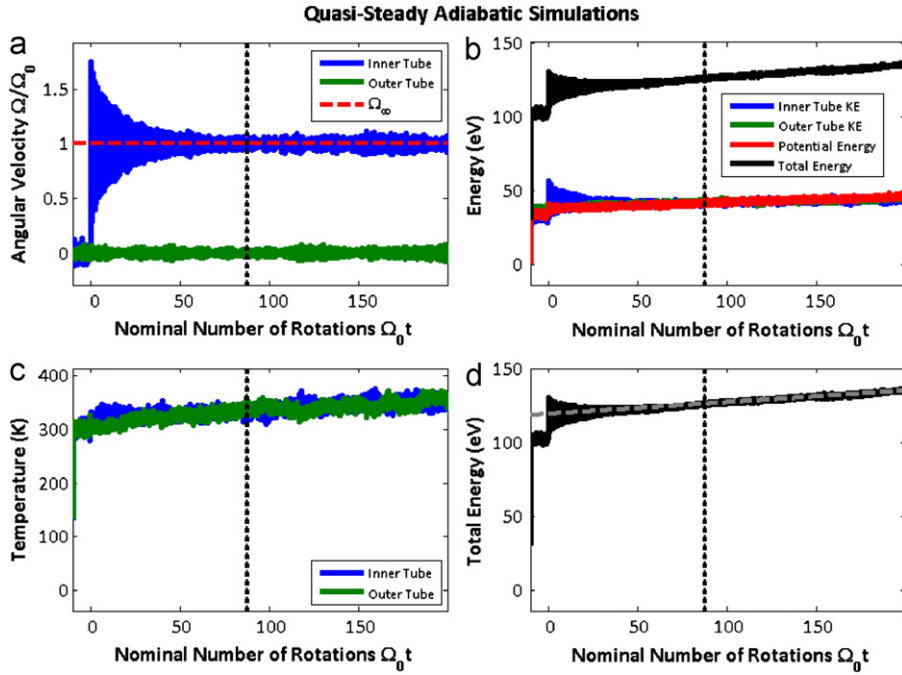 Quasi-Steady Adiabatic Simulations
a
Angular Velocity Ω/Ω₀
1.5
1
0.5
0
0
50
100
150
Nominal Number of Rotations Ω₀ t
Inner Tube
Outer Tube
Ω∞
b
Energy (eV)
150
100
50
0
0
50
100
150
Nominal Number of Rotations Ω₀ t
Inner Tube KE
Outer Tube KE
Potential Energy
Total Energy
c
Temperature (K)
400
300
200
100
0
0
50
100
150
Nominal Number of Rotations Ω₀ t
Inner Tube
Outer Tube
d
Total Energy (eV)
150
100
50
0
0
50
100
150
Nominal Number of Rotations Ω₀ t